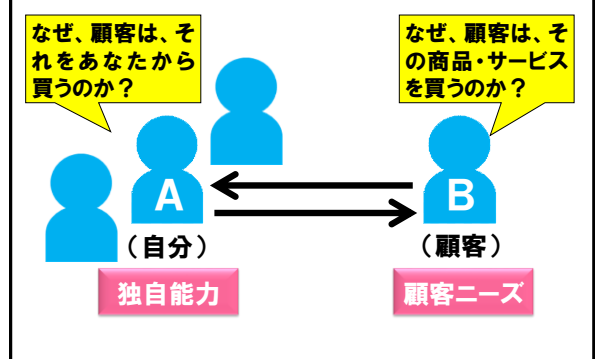 なぜ、顧客は、そ
れをあなたから
買うのか？
なぜ、顧客は、そ
の商品・サービス
を買うのか？
A
B
（自分）
（顧客）
独自能力
顧客ニーズ